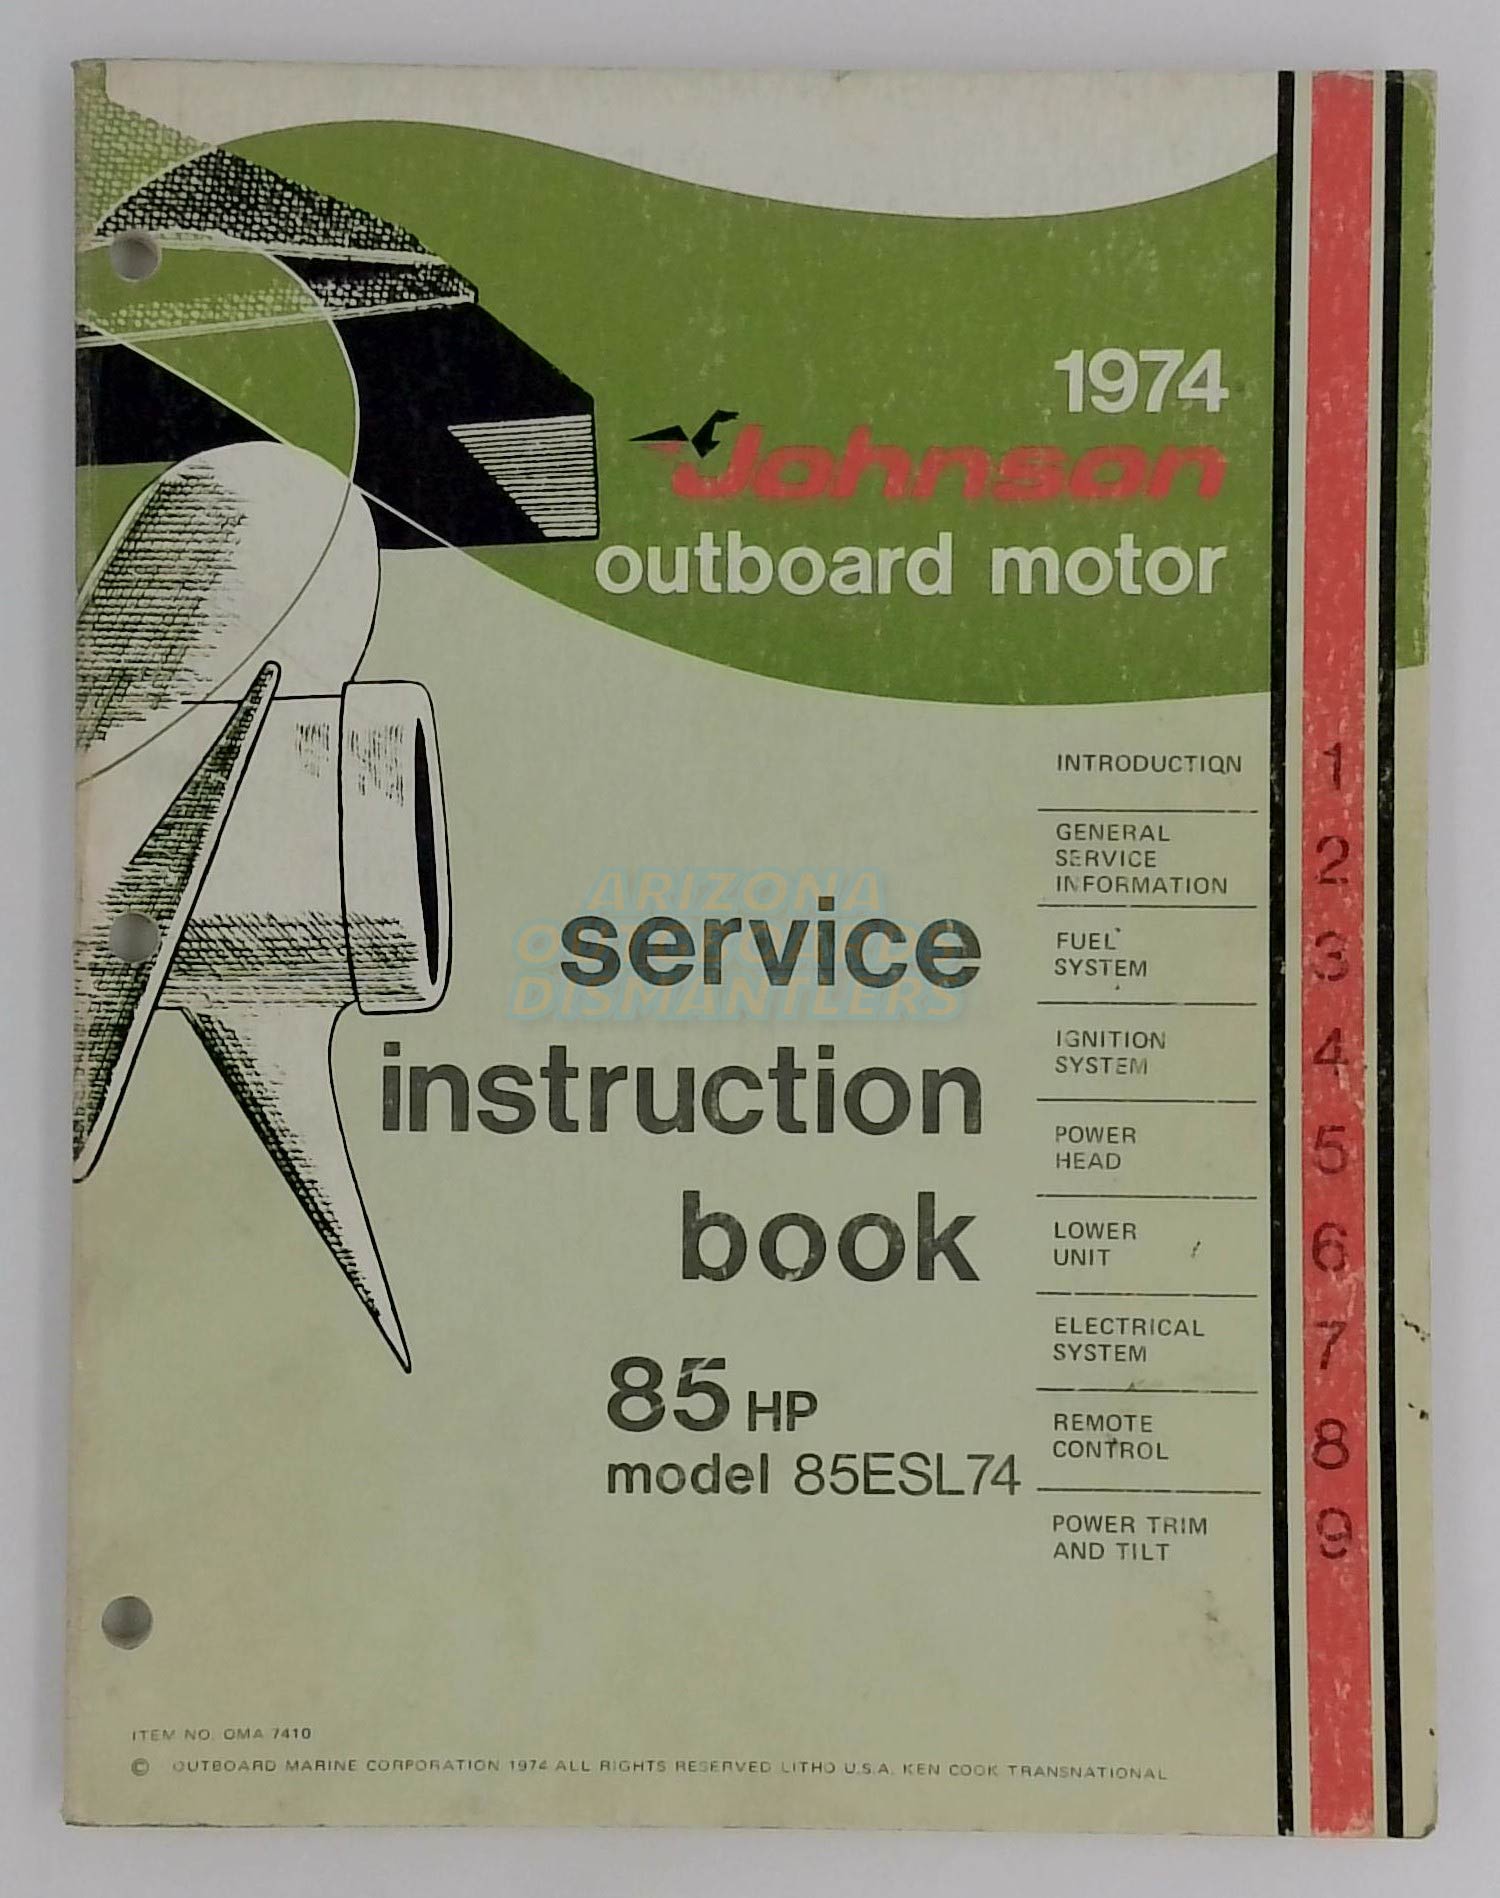 1974
Johnson
outboard motor
INTRODUCTION 1
GENERAL
SERVICE
INFORMATION 2
FUEL
SYSTEM 3
IGNITION
SYSTEM 4
POWER
HEAD 5
LOWER
UNIT 6
ELECTRICAL
SYSTEM 7
REMOTE
CONTROL 8
POWER TRIM
AND TILT 9
service
instruction
book
85 HP
model 85ESL74
ARIZONA
OUTBOARDS
DISMANTLERS
ITEM NO. OMA 7410
© OUTBOARD MARINE CORPORATION 1974 ALL RIGHTS RESERVED LITHO U.S.A. KEN COOK TRANSNATIONAL